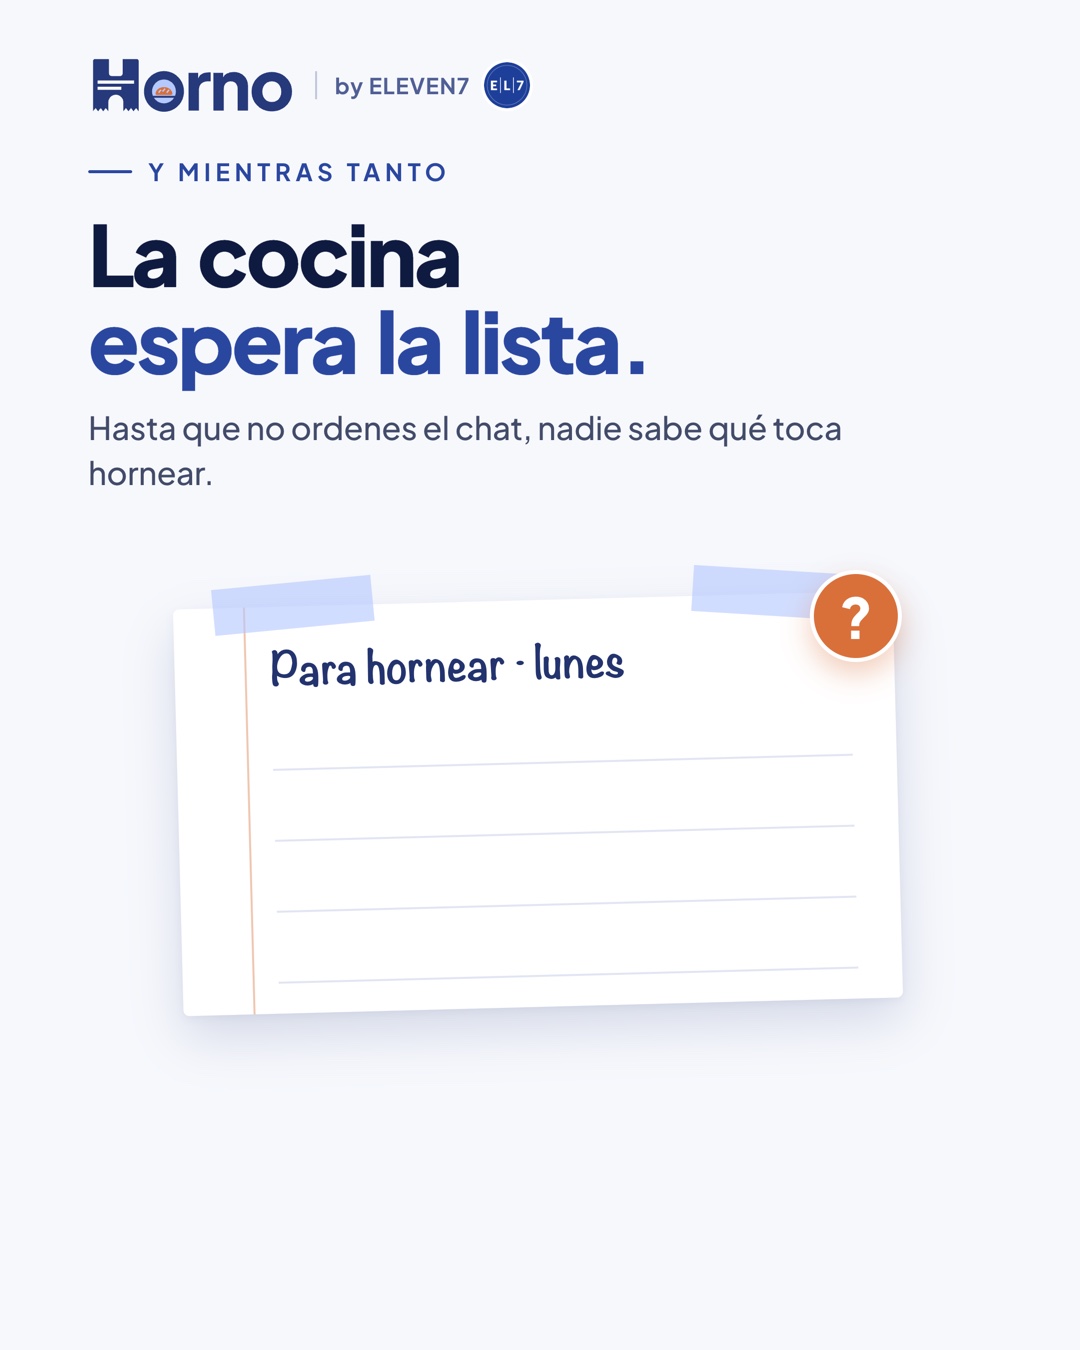 Horno
by ELEVEN7
E|L|7
Y MIENTRAS TANTO
La cocina
espera la lista.
Hasta que no ordenes el chat, nadie sabe qué toca
hornear.
?
Para hornear · lunes